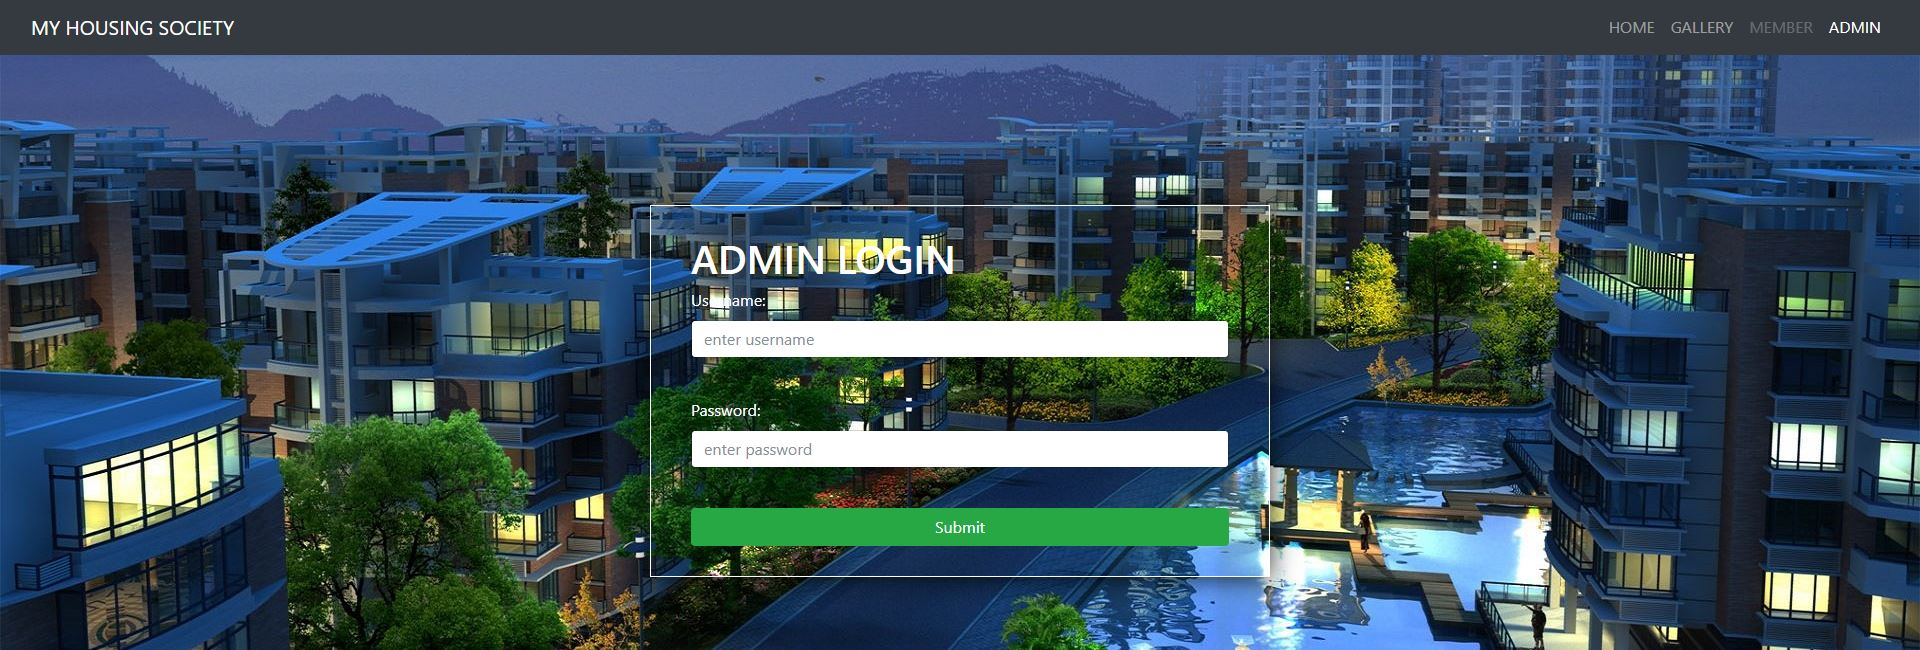 MY HOUSING SOCIETY
HOME GALLERY MEMBER ADMIN
ADMIN LOGIN
Username:
enter username
Password:
enter password
Submit